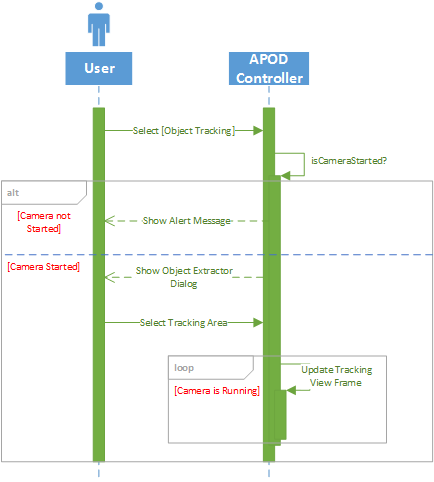 User
APOD
Controller
Select [Object Tracking]
isCameraStarted?
alt
[Camera not
Started]
Show Alert Message
[Camera Started]
Show Object Extractor
Dialog
Select Tracking Area
loop
Update Tracking
View Frame
[Camera is Running]